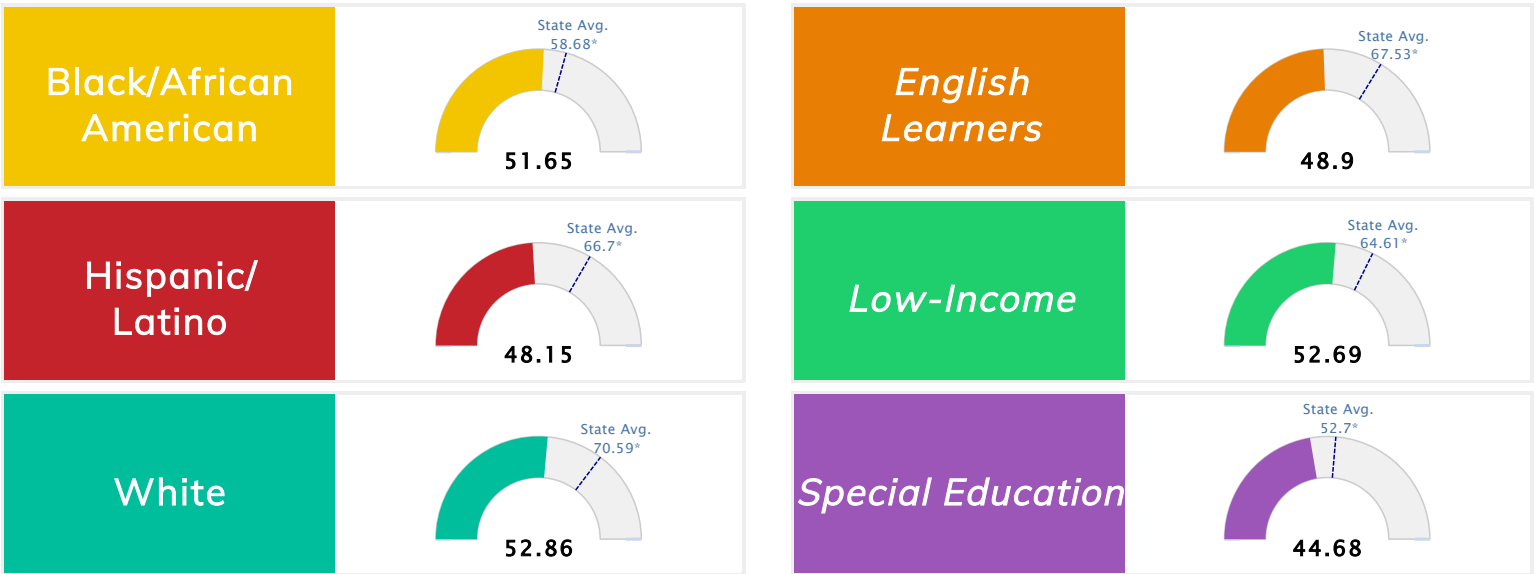 Black/African
American
State Avg.
58.68*
51.65
English
Learners
State Avg.
67.53*
48.9
Hispanic/
Latino
State Avg.
66.7*
48.15
Low-Income
State Avg.
64.61*
52.69
White
State Avg.
70.59*
52.86
Special Education
State Avg.
52.7*
44.68